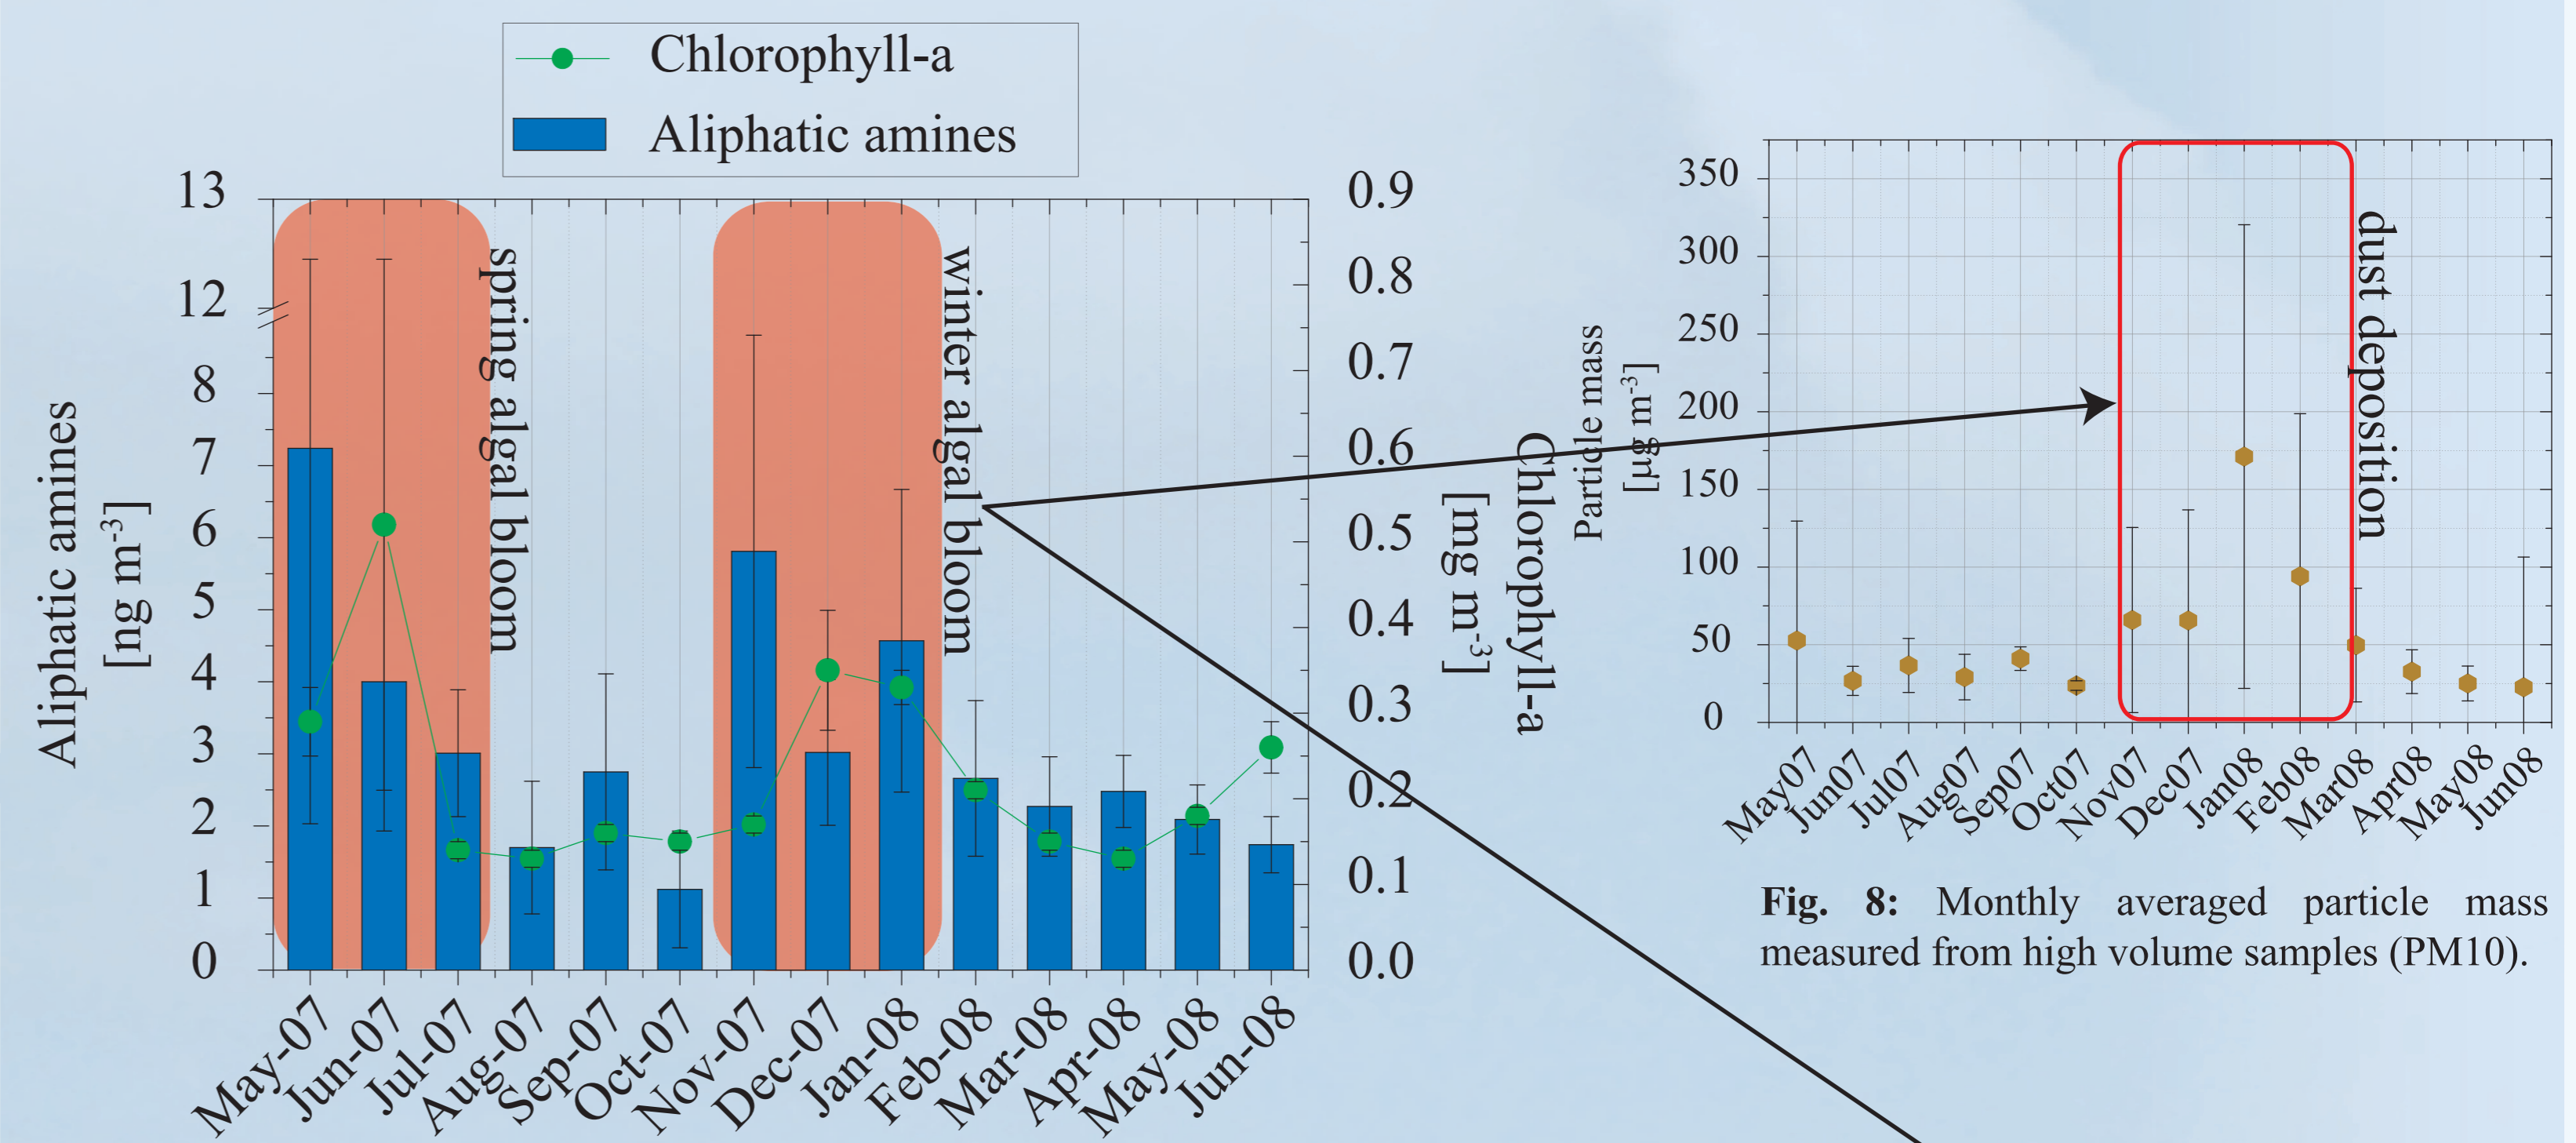 Chlorophyll-a
Aliphatic amines
Aliphatic amines
[ng m-3]
13
12
8
7
6
5
4
3
2
1
0
spring algal bloom
winter algal bloom
0.9
0.8
0.7
0.6
0.5
0.4
0.3
0.2
0.1
0.0
Chlorophyll-a
[mg m-3]
May-07
Jun-07
Jul-07
Aug-07
Sep-07
Oct-07
Nov-07
Dec-07
Jan-08
Feb-08
Mar-08
Apr-08
May-08
Jun-08
Particle mass
[µg m-3]
350
300
250
200
150
100
50
0
dust deposition
May07
Jun07
Jul07
Aug07
Sep07
Oct07
Nov07
Dec07
Jan08
Feb08
Mar08
Apr08
May08
Jun08
Fig. 8: Monthly averaged particle mass
measured from high volume samples (PM10).